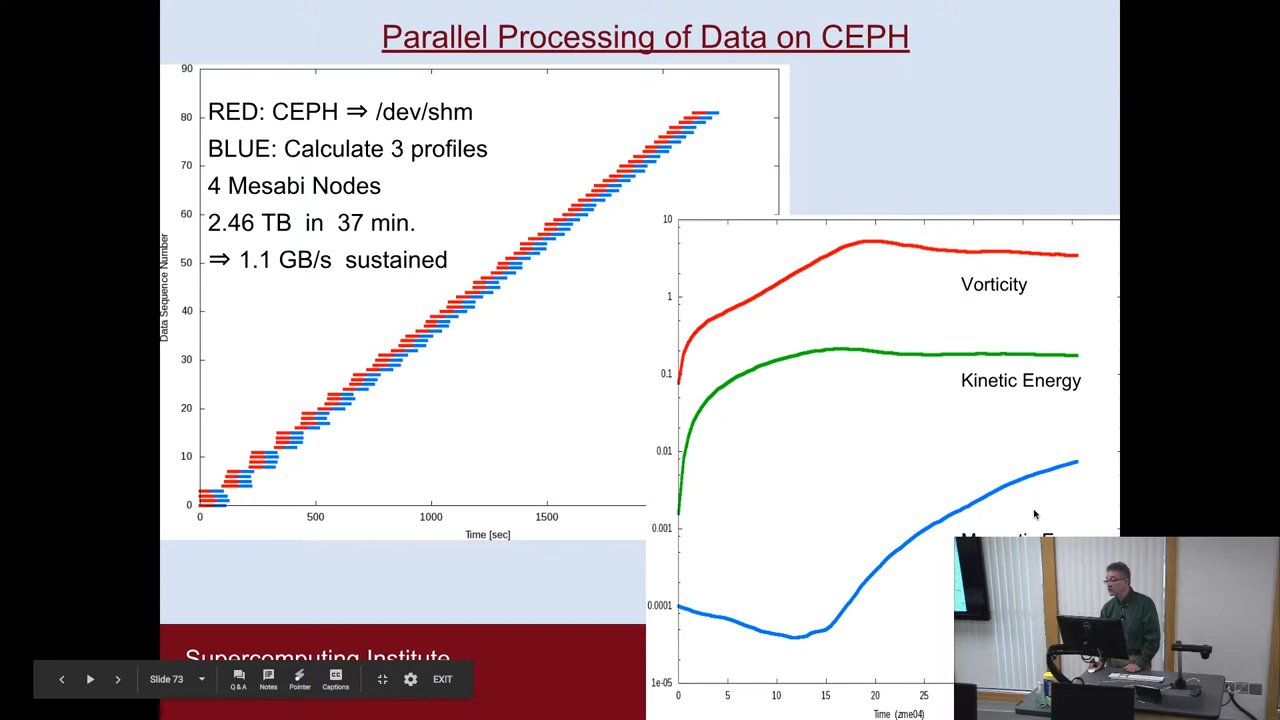 Parallel Processing of Data on CEPH
90
80
70
60
50
40
30
20
10
0
Data Sequence Number
RED: CEPH ⇒ /dev/shm
BLUE: Calculate 3 profiles
4 Mesabi Nodes
2.46 TB in 37 min.
⇒ 1.1 GB/s sustained
0 500 1000 1500
Time [sec]
10
1
0.1
0.01
0.001
0.0001
1e-05
Vorticity
Kinetic Energy
0 5 10 15 20 25
Time (zme04)
Supercomputing Institute
Slide 73
Q & A
Notes
Pointer
Captions
EXIT